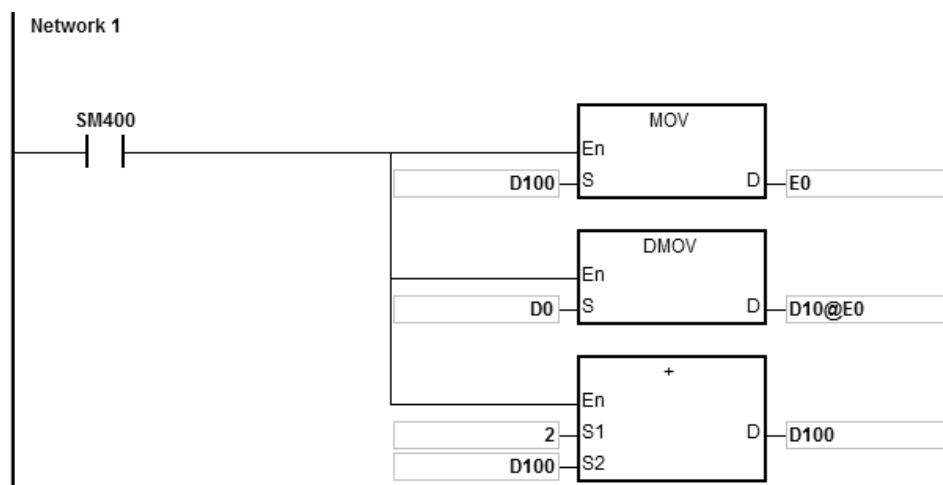 Network 1
SM400
MOV
En
D100 S D E0
DMOV
En
D0 S D D10@E0
+
En
2 S1 D D100
D100 S2